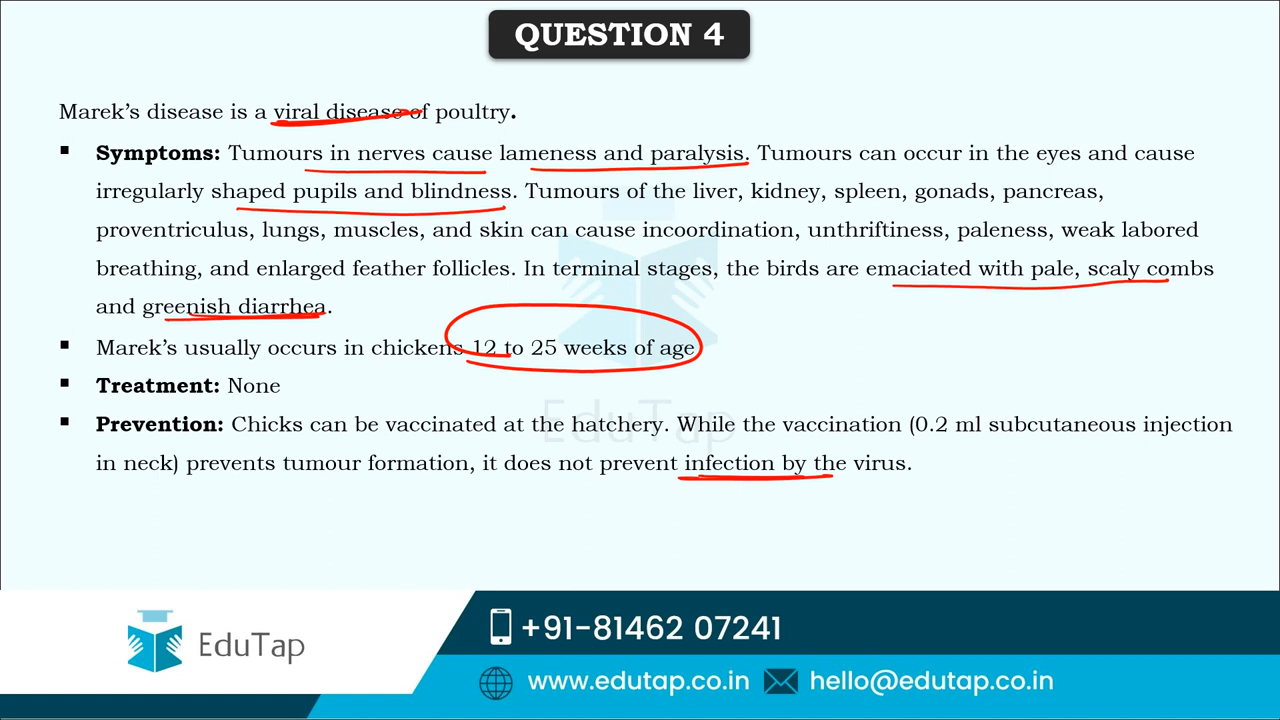 QUESTION 4
Marek’s disease is a viral disease of poultry.
▪ Symptoms: Tumours in nerves cause lameness and paralysis. Tumours can occur in the eyes and cause
irregularly shaped pupils and blindness. Tumours of the liver, kidney, spleen, gonads, pancreas,
proventriculus, lungs, muscles, and skin can cause incoordination, unthriftiness, paleness, weak labored
breathing, and enlarged feather follicles. In terminal stages, the birds are emaciated with pale, scaly combs
and greenish diarrhea.
▪ Marek’s usually occurs in chickens 12 to 25 weeks of age
▪ Treatment: None
▪ Prevention: Chicks can be vaccinated at the hatchery. While the vaccination (0.2 ml subcutaneous injection
in neck) prevents tumour formation, it does not prevent infection by the virus.
EduTap
EduTap
+91-81462 07241
www.edutap.co.in
hello@edutap.co.in